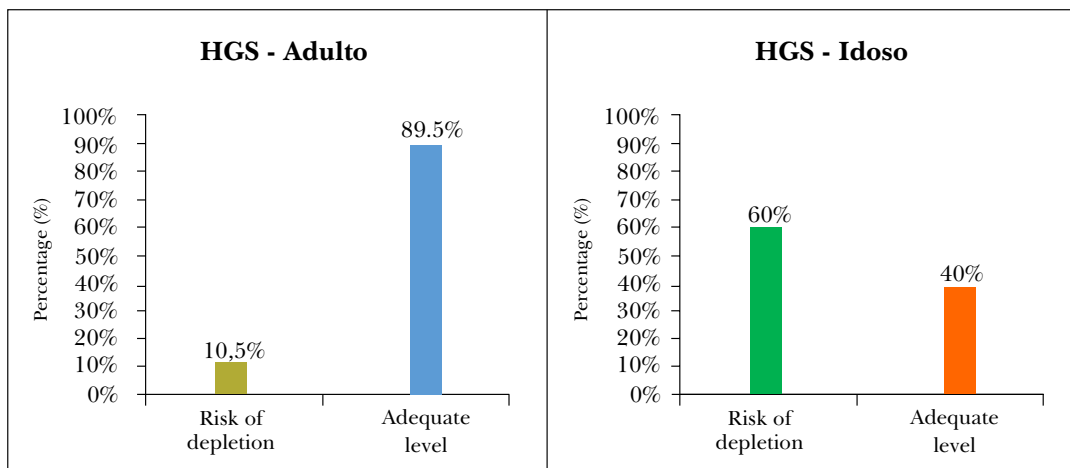 HGS - Adulto
Percentage (%)
100%
90%
80%
70%
60%
50%
40%
30%
20%
10%
0%
10,5%
89.5%
Risk of
depletion
Adequate
level
HGS - Idoso
Percentage (%)
100%
90%
80%
70%
60%
50%
40%
30%
20%
10%
0%
60%
40%
Risk of
depletion
Adequate
level